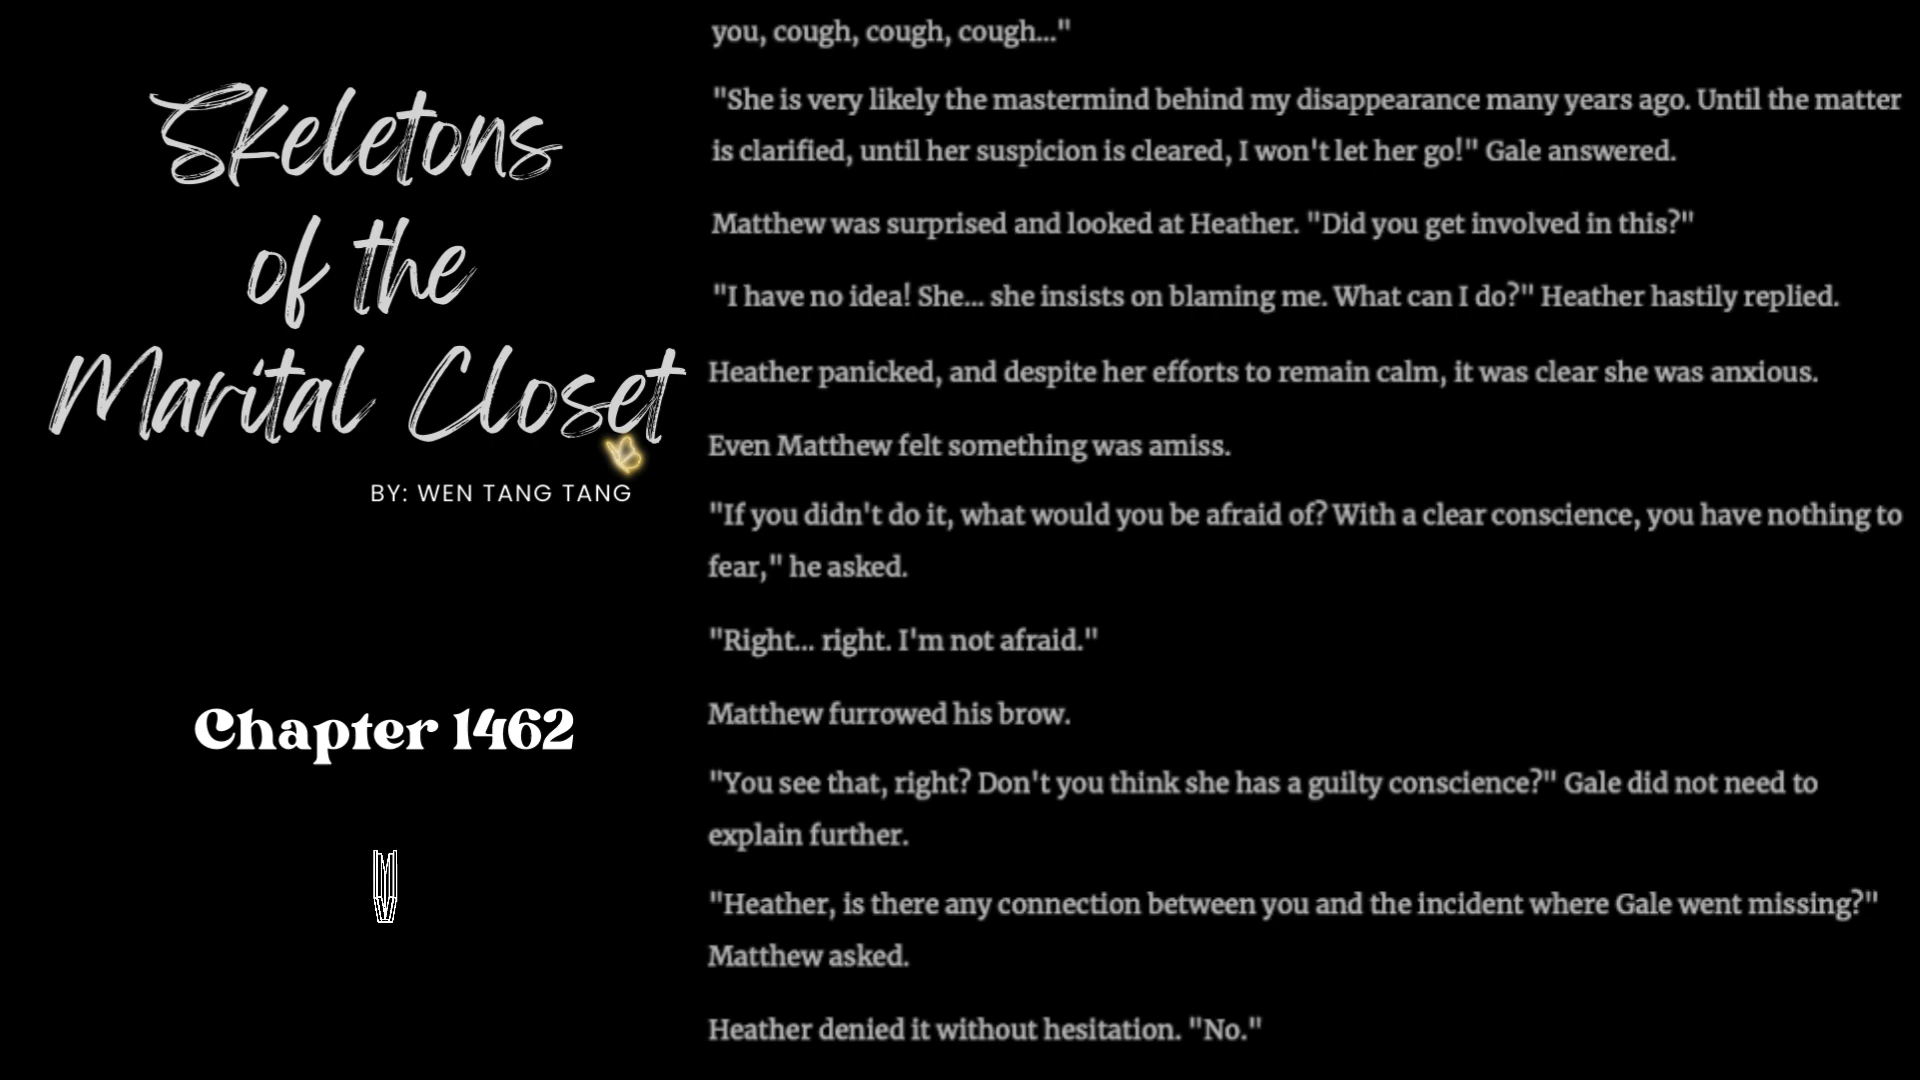 Skeletons
of the
Marital Closet
BY: WEN TANG TANG
Chapter 1462
you, cough, cough, cough..."
"She is very likely the mastermind behind my disappearance many years ago. Until the matter
is clarified, until her suspicion is cleared, I won't let her go!" Gale answered.
Matthew was surprised and looked at Heather. "Did you get involved in this?"
"I have no idea! She... she insists on blaming me. What can I do?" Heather hastily replied.
Heather panicked, and despite her efforts to remain calm, it was clear she was anxious.
Even Matthew felt something was amiss.
"If you didn't do it, what would you be afraid of? With a clear conscience, you have nothing to
fear," he asked.
"Right... right. I'm not afraid."
Matthew furrowed his brow.
"You see that, right? Don't you think she has a guilty conscience?" Gale did not need to
explain further.
"Heather, is there any connection between you and the incident where Gale went missing?"
Matthew asked.
Heather denied it without hesitation. "No."